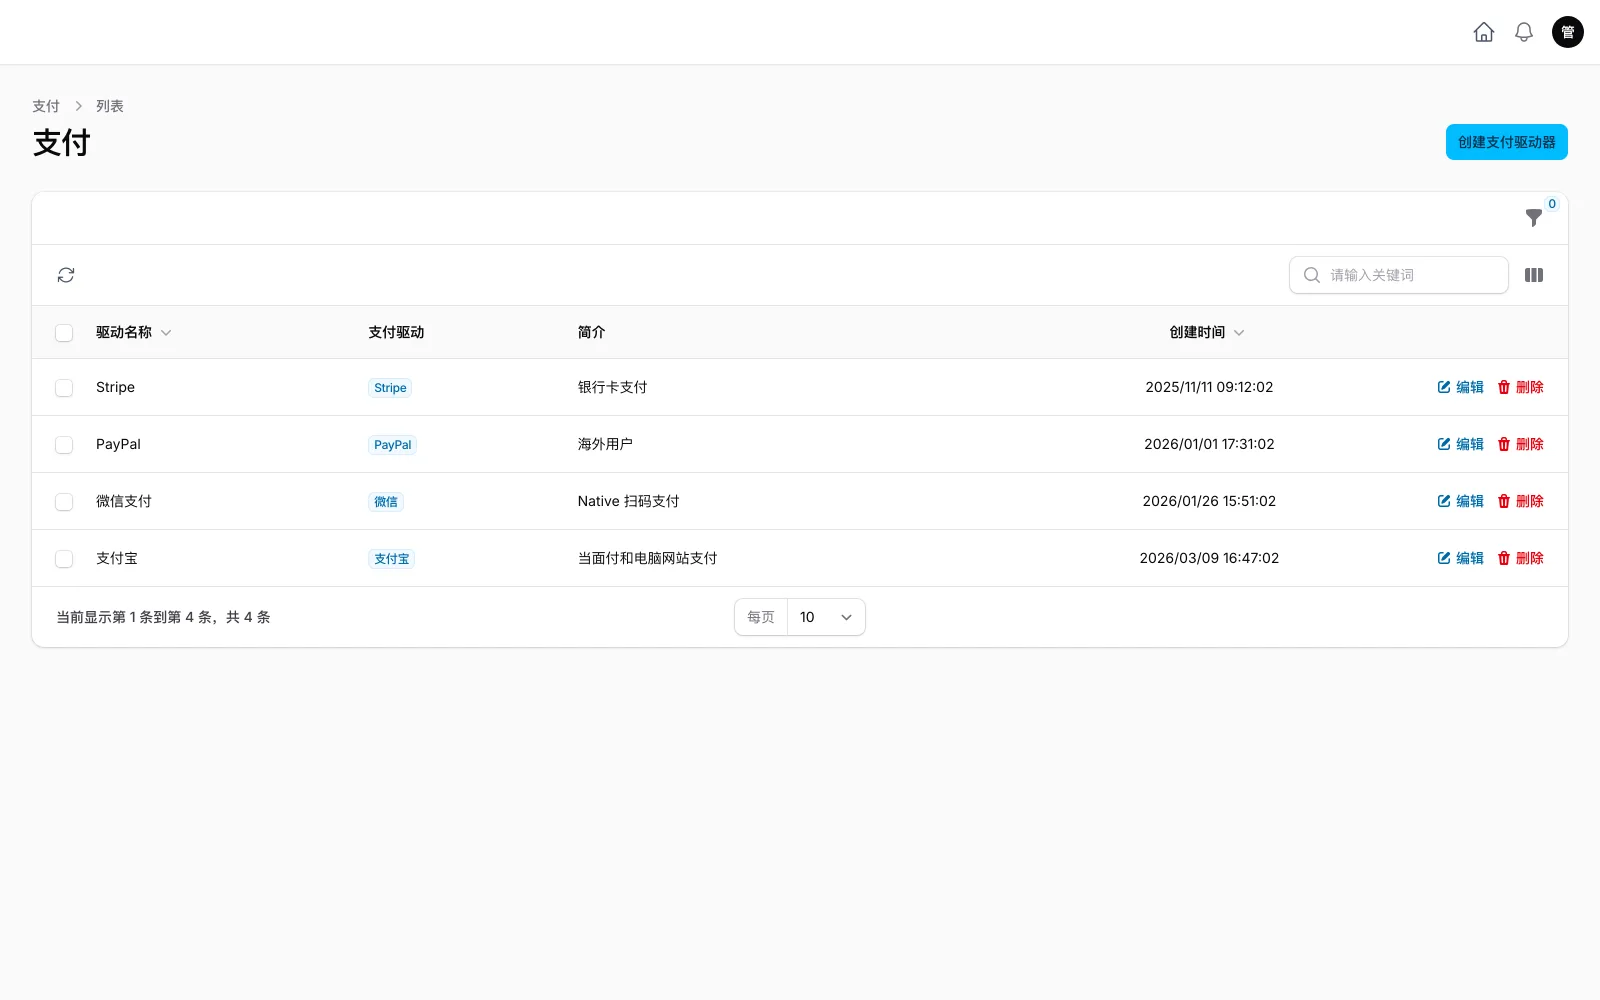 管
支付 > 列表
支付
创建支付驱动器
0
请输入关键词
驱动名称 支付驱动 简介 创建时间
Stripe Stripe 银行卡支付 2025/11/11 09:12:02 编辑 删除
PayPal PayPal 海外用户 2026/01/01 17:31:02 编辑 删除
微信支付 微信 Native 扫码支付 2026/01/26 15:51:02 编辑 删除
支付宝 支付宝 当面付和电脑网站支付 2026/03/09 16:47:02 编辑 删除
当前显示第 1 条到第 4 条，共 4 条 每页 10